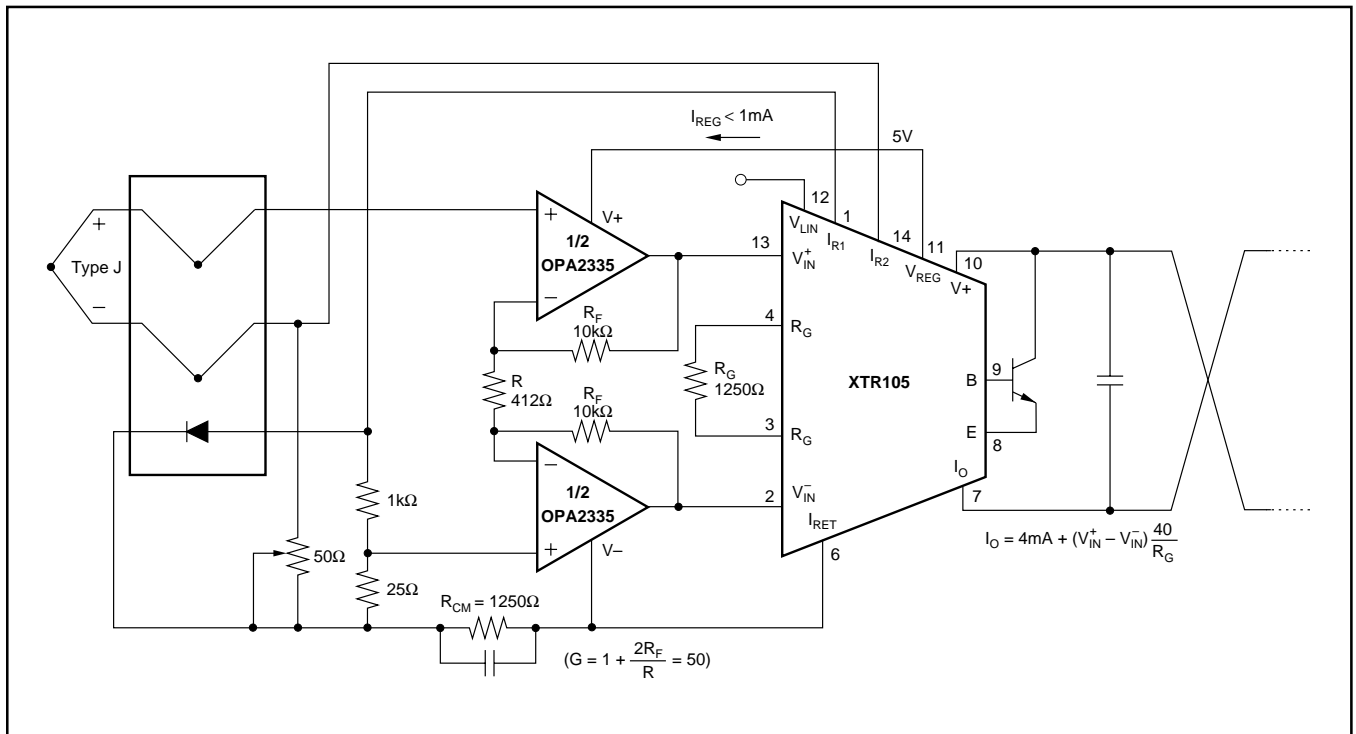 I_REG < 1mA
5V
+
Type J
–
+
V+
1/2
OPA2335
–
R_F
10kΩ
R
412Ω
R_F
10kΩ
–
1/2
OPA2335
+
V–
1kΩ
50Ω
25Ω
R_CM = 1250Ω
(G = 1 + 2R_F/R = 50)
12
V_LIN
1
I_R1
14
I_R2
11
V_REG
10
V+
13
V_IN^+
4
R_G
R_G
1250Ω
3
R_G
2
V_IN^–
XTR105
B
9
E
8
I_O
7
I_RET
6
I_O = 4mA + (V_IN^+ – V_IN^–) 40/R_G